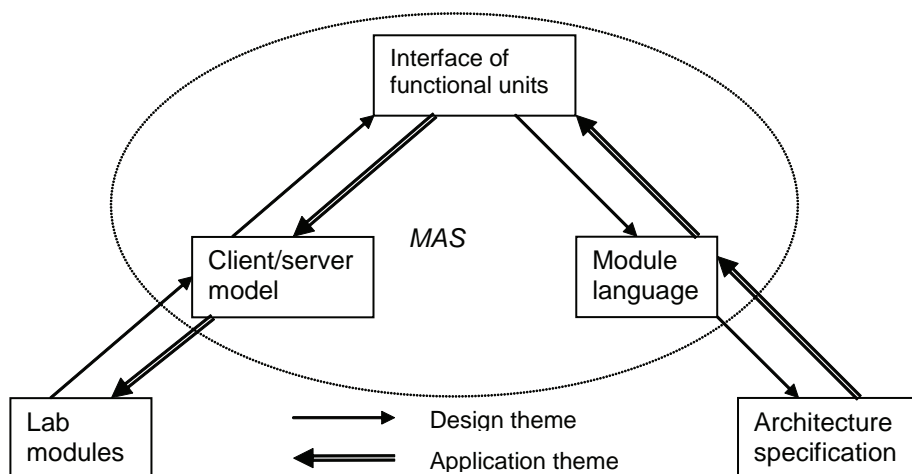 Interface of
functional units
MAS
Client/server
model
Module
language
Lab
modules
Design theme
Application theme
Architecture
specification